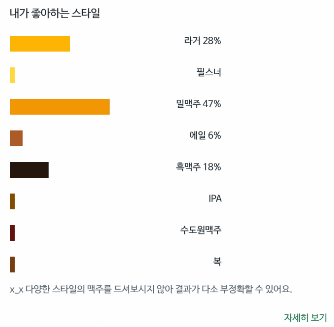 내가 좋아하는 스타일
라거 28%
필스너
밀맥주 47%
에일 6%
흑맥주 18%
IPA
수도원맥주
복
x_x 다양한 스타일의 맥주를 드셔보시지 않아 결과가 다소 부정확할 수 있어요.
자세히 보기